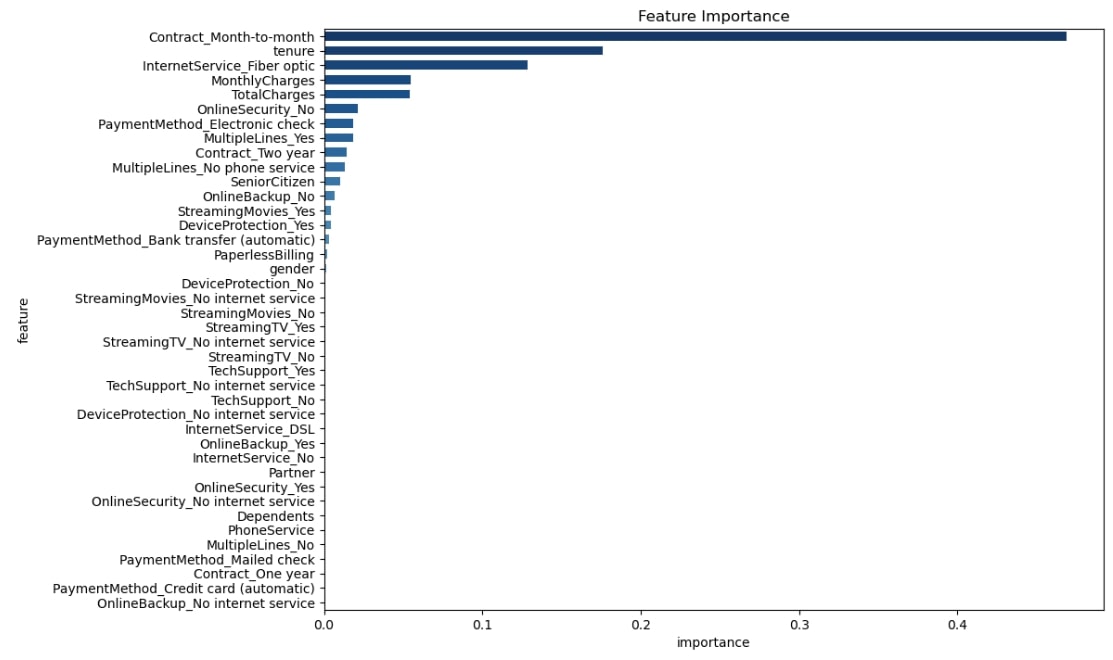 Feature Importance
Contract_Month-to-month
tenure
InternetService_Fiber optic
MonthlyCharges
TotalCharges
OnlineSecurity_No
PaymentMethod_Electronic check
MultipleLines_Yes
Contract_Two year
MultipleLines_No phone service
SeniorCitizen
OnlineBackup_No
StreamingMovies_Yes
DeviceProtection_Yes
PaymentMethod_Bank transfer (automatic)
PaperlessBilling
gender
DeviceProtection_No
StreamingMovies_No internet service
StreamingMovies_No
StreamingTV_Yes
StreamingTV_No internet service
StreamingTV_No
TechSupport_Yes
TechSupport_No internet service
TechSupport_No
DeviceProtection_No internet service
InternetService_DSL
OnlineBackup_Yes
InternetService_No
Partner
OnlineSecurity_Yes
OnlineSecurity_No internet service
Dependents
PhoneService
MultipleLines_No
PaymentMethod_Mailed check
Contract_One year
PaymentMethod_Credit card (automatic)
OnlineBackup_No internet service
feature
0.0 0.1 0.2 0.3 0.4
importance